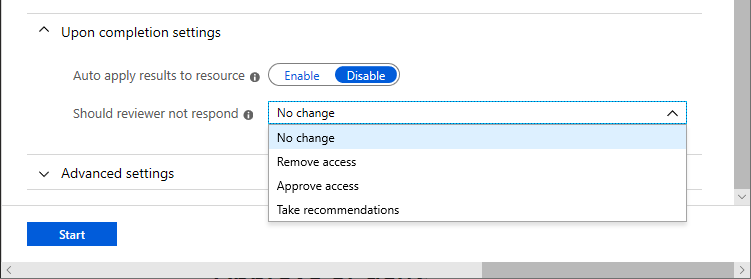 Upon completion settings
Auto apply results to resource Enable Disable
Should reviewer not respond No change
No change
Remove access
Advanced settings
Approve access
Take recommendations
Start